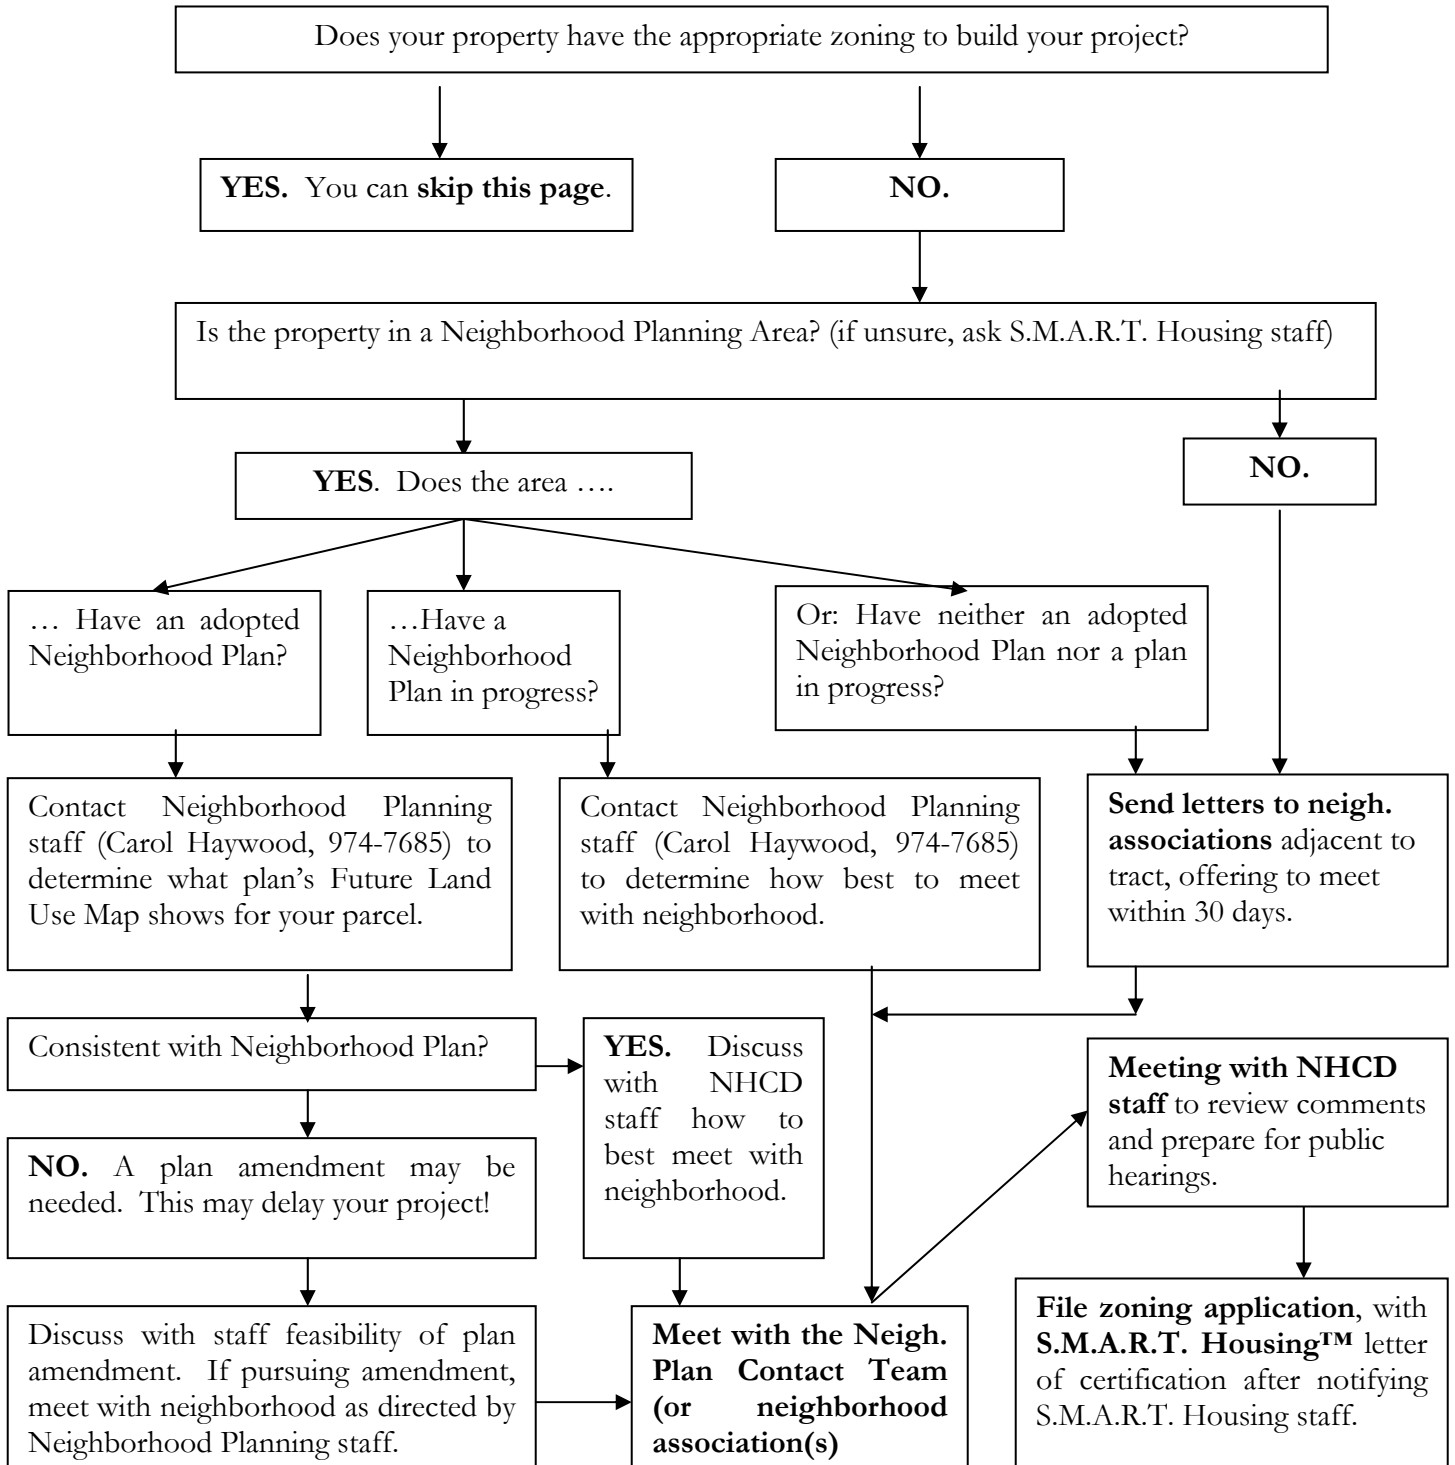 Does your property have the appropriate zoning to build your project?
YES. You can skip this page.
NO.
Is the property in a Neighborhood Planning Area? (if unsure, ask S.M.A.R.T. Housing staff)
YES. Does the area ….
NO.
… Have an adopted
Neighborhood Plan?
…Have a
Neighborhood
Plan in progress?
Or: Have neither an adopted
Neighborhood Plan nor a plan
in progress?
Contact Neighborhood Planning
staff (Carol Haywood, 974-7685) to
determine what plan’s Future Land
Use Map shows for your parcel.
Contact Neighborhood Planning
staff (Carol Haywood, 974-7685)
to determine how best to meet
with neighborhood.
Send letters to neigh.
associations adjacent to
tract, offering to meet
within 30 days.
Consistent with Neighborhood Plan?
YES. Discuss
with NHCD
staff how to
best meet with
neighborhood.
Meeting with NHCD
staff to review comments
and prepare for public
hearings.
NO. A plan amendment may be
needed. This may delay your project!
Discuss with staff feasibility of plan
amendment. If pursuing amendment,
meet with neighborhood as directed by
Neighborhood Planning staff.
Meet with the Neigh.
Plan Contact Team
(or neighborhood
association(s)
File zoning application, with
S.M.A.R.T. Housing™ letter
of certification after notifying
S.M.A.R.T. Housing staff.